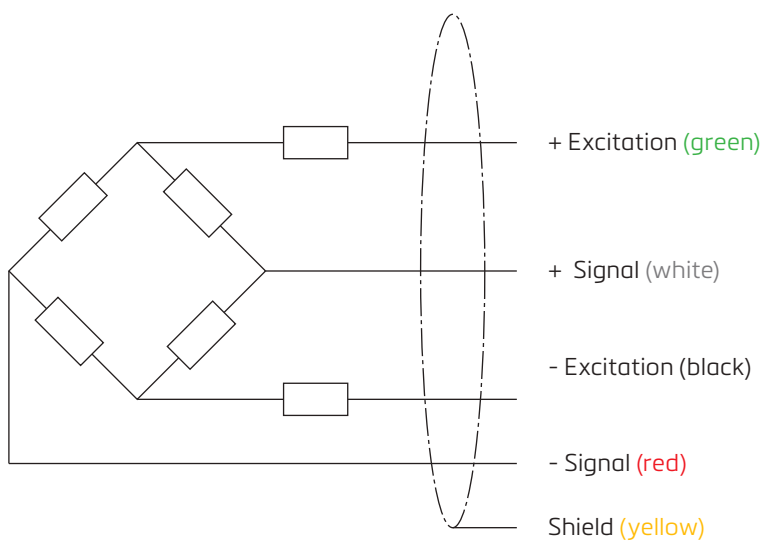 + Excitation (green)
+ Signal (white)
- Excitation (black)
- Signal (red)
Shield (yellow)